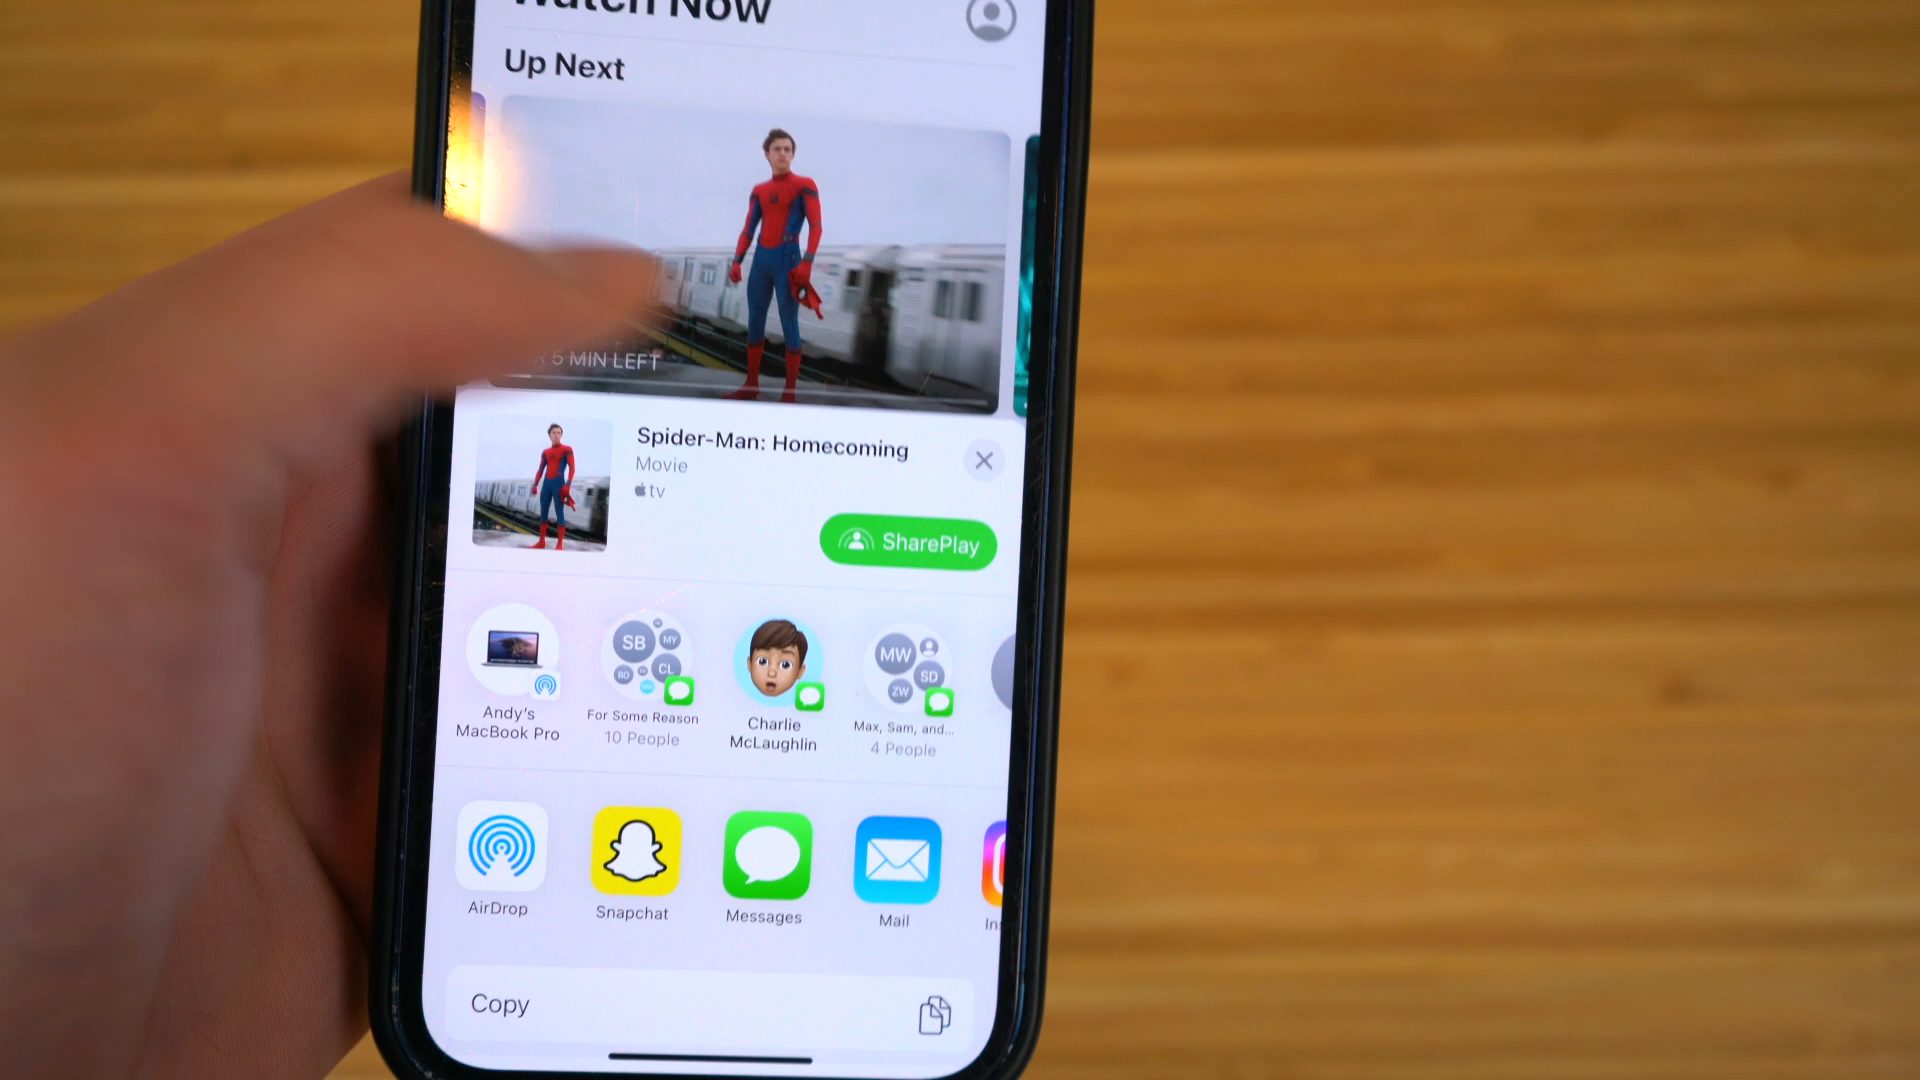 Watch Now
Up Next
5 MIN LEFT
Spider-Man: Homecoming
Movie
tv
SharePlay
SB
MY
BO
CL
MW
SD
ZW
Andy's
MacBook Pro
For Some Reason
10 People
Charlie
McLaughlin
Max, Sam, and...
4 People
AirDrop
Snapchat
Messages
Mail
Copy